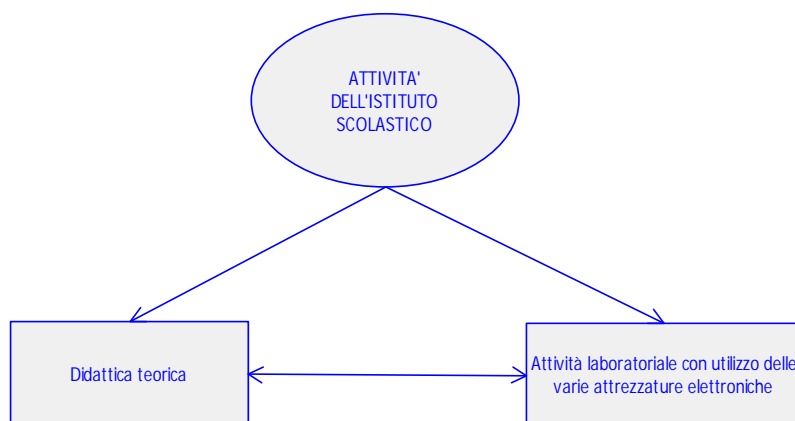 ATTIVITA'
DELL'ISTITUTO
SCOLASTICO
Didattica teorica
Attività laboratoriale con utilizzo delle
varie attrezzature elettroniche